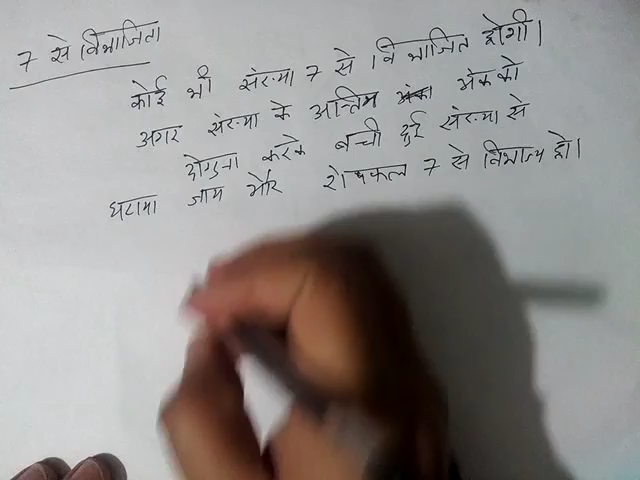 7 से विभाजिता
कोई भी संख्या 7 से विभाजित होगी।
अगर संख्या के अन्तिम अंक को
दोगुना करके बची हुई संख्या से
घटाया जाय और शेषफल 7 से विभाज्य हो।